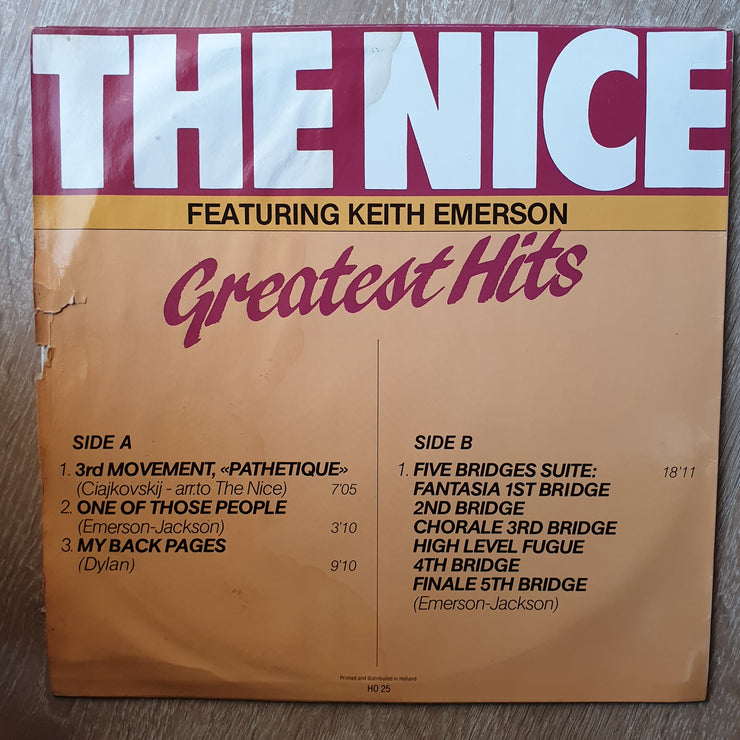 THE NICE
FEATURING KEITH EMERSON
Greatest Hits
SIDE A
1. 3rd MOVEMENT, «PATHETIQUE»
(Ciajkovskij - arr. to The Nice) 7'05
2. ONE OF THOSE PEOPLE
(Emerson-Jackson) 3'10
3. MY BACK PAGES
(Dylan) 9'10
SIDE B
1. FIVE BRIDGES SUITE: 18'11
FANTASIA 1ST BRIDGE
2ND BRIDGE
CHORALE 3RD BRIDGE
HIGH LEVEL FUGUE
4TH BRIDGE
FINALE 5TH BRIDGE
(Emerson-Jackson)
Printed and distributed in Holland
HO 25